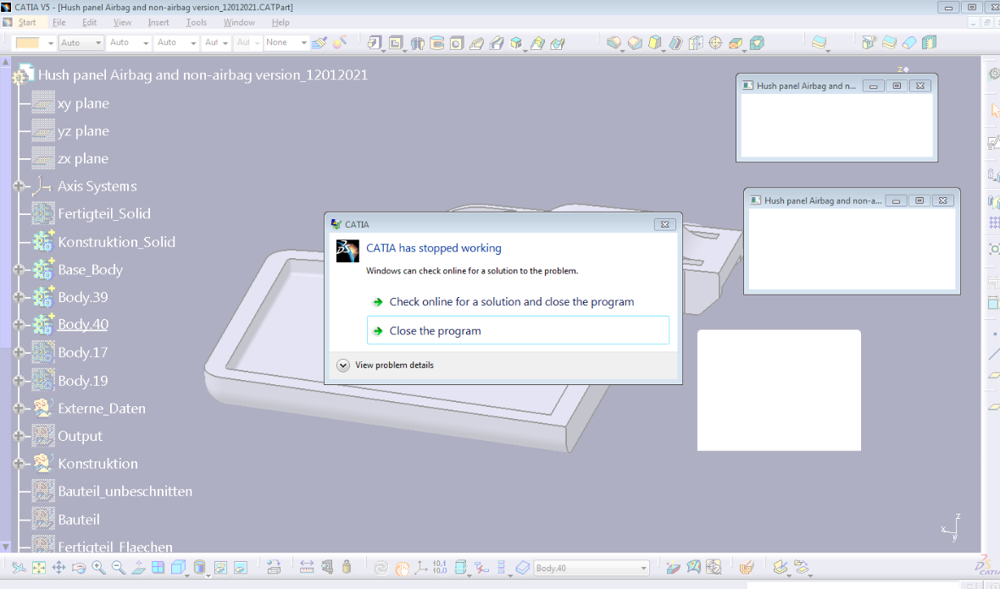 CATIA V5 - [Hush panel Airbag and non-airbag version_12012021.CATPart]
Start File Edit View Insert Tools Window Help
Auto Auto Auto Aut Aut None
Hush panel Airbag and non-airbag version_12012021
xy plane
yz plane
zx plane
Axis Systems
Fertigteil_Solid
Konstruktion_Solid
Base_Body
Body.39
Body.40
Body.17
Body.19
Externe_Daten
Output
Konstruktion
Bauteil_unbeschnitten
Bauteil
Fertigteil_Flaechen
z
Hush panel Airbag and n...
Hush panel Airbag and non-a...
CATIA
CATIA has stopped working
Windows can check online for a solution to the problem.
Check online for a solution and close the program
Close the program
View problem details
z
x
y
10,1
10.0
Body.40
CATIA